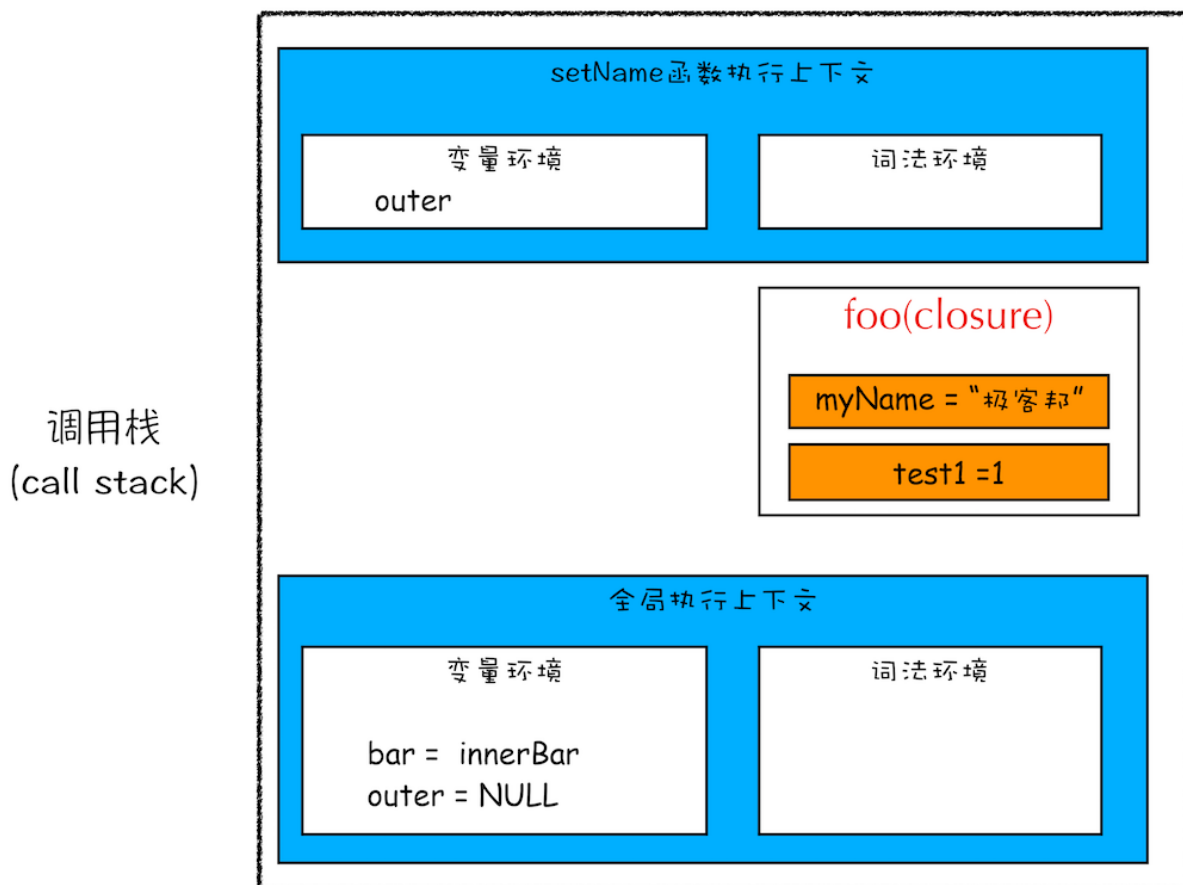 setName函数执行上下文
变量环境
outer
词法环境
foo(closure)
myName = “极客邦”
test1 =1
调用栈
(call stack)
全局执行上下文
变量环境
bar = innerBar
outer = NULL
词法环境